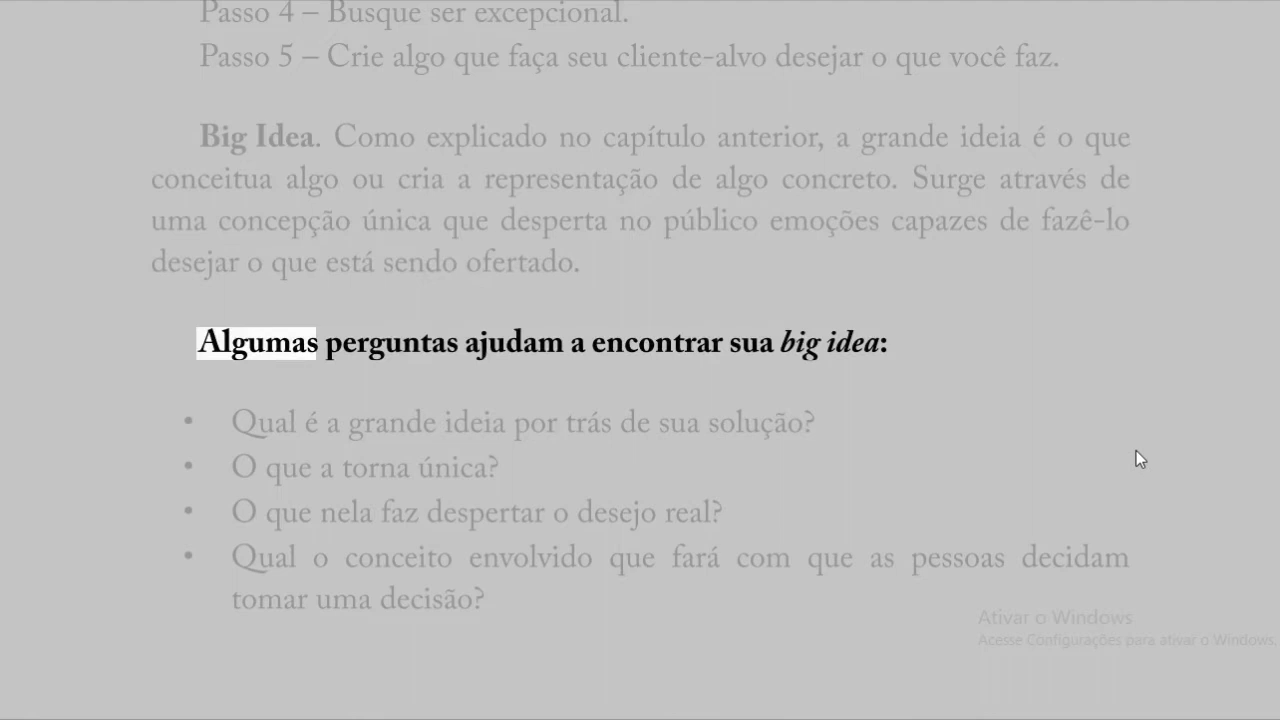 Passo 4 – Busque ser excepcional.
Passo 5 – Crie algo que faça seu cliente-alvo desejar o que você faz.
Big Idea. Como explicado no capítulo anterior, a grande ideia é o que
conceitua algo ou cria a representação de algo concreto. Surge através de
uma concepção única que desperta no público emoções capazes de fazê-lo
desejar o que está sendo ofertado.
Algumas perguntas ajudam a encontrar sua big idea:
• Qual é a grande ideia por trás de sua solução?
• O que a torna única?
• O que nela faz despertar o desejo real?
• Qual o conceito envolvido que fará com que as pessoas decidam
tomar uma decisão?
Ativar o Windows
Acesse Configurações para ativar o Windows.